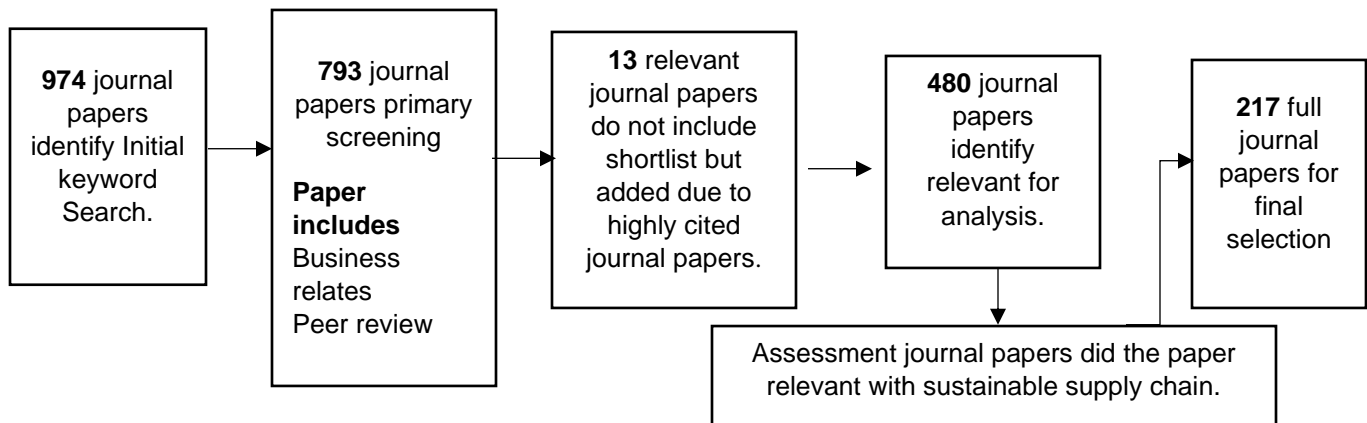 974 journal
papers
identify Initial
keyword
Search.
793 journal
papers primary
screening
Paper
includes
Business
relates
Peer review
13 relevant
journal papers
do not include
shortlist but
added due to
highly cited
journal papers.
480 journal
papers
identify
relevant for
analysis.
217 full
journal
papers for
final
selection
Assessment journal papers did the paper
relevant with sustainable supply chain.